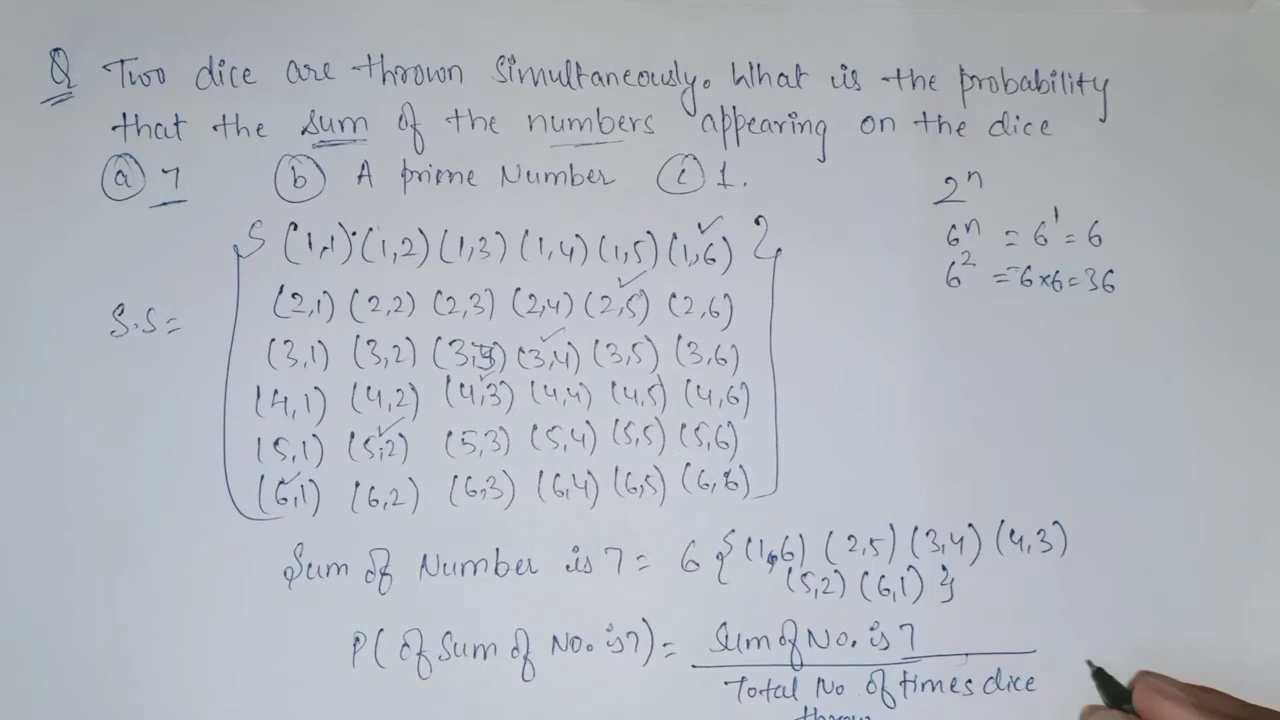 Q Two dice are thrown simultaneously. What is the probability
that the sum of the numbers appearing on the dice
(a) 7 (b) A prime Number (c) 1.
2^n
6^n = 6^1 = 6
6^2 = 6×6=36
S.S = { (1,1) (1,2) (1,3) (1,4) (1,5) (1,6) }
(2,1) (2,2) (2,3) (2,4) (2,5) (2,6)
(3,1) (3,2) (3,3) (3,4) (3,5) (3,6)
(4,1) (4,2) (4,3) (4,4) (4,5) (4,6)
(5,1) (5,2) (5,3) (5,4) (5,5) (5,6)
(6,1) (6,2) (6,3) (6,4) (6,5) (6,6)
Sum of Number is 7 = 6 { (1,6) (2,5) (3,4) (4,3)
(5,2) (6,1) }
P( of Sum of No. is 7) = Sum of No. is 7
Total No of times dice